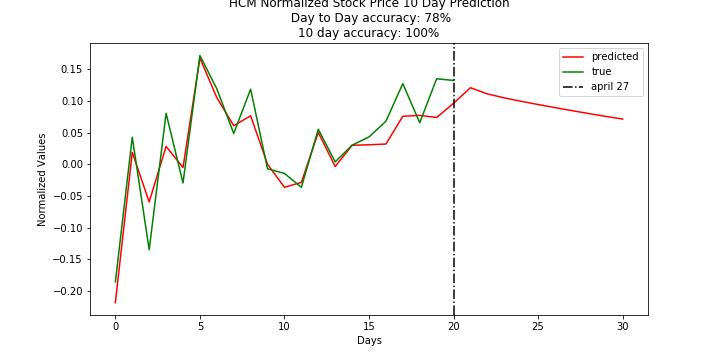 HCM Normalized Stock Price 10 Day Prediction
Day to Day accuracy: 78%
10 day accuracy: 100%
predicted
true
april 27
Normalized Values
0.15
0.10
0.05
0.00
−0.05
−0.10
−0.15
−0.20
0 5 10 15 20 25 30
Days